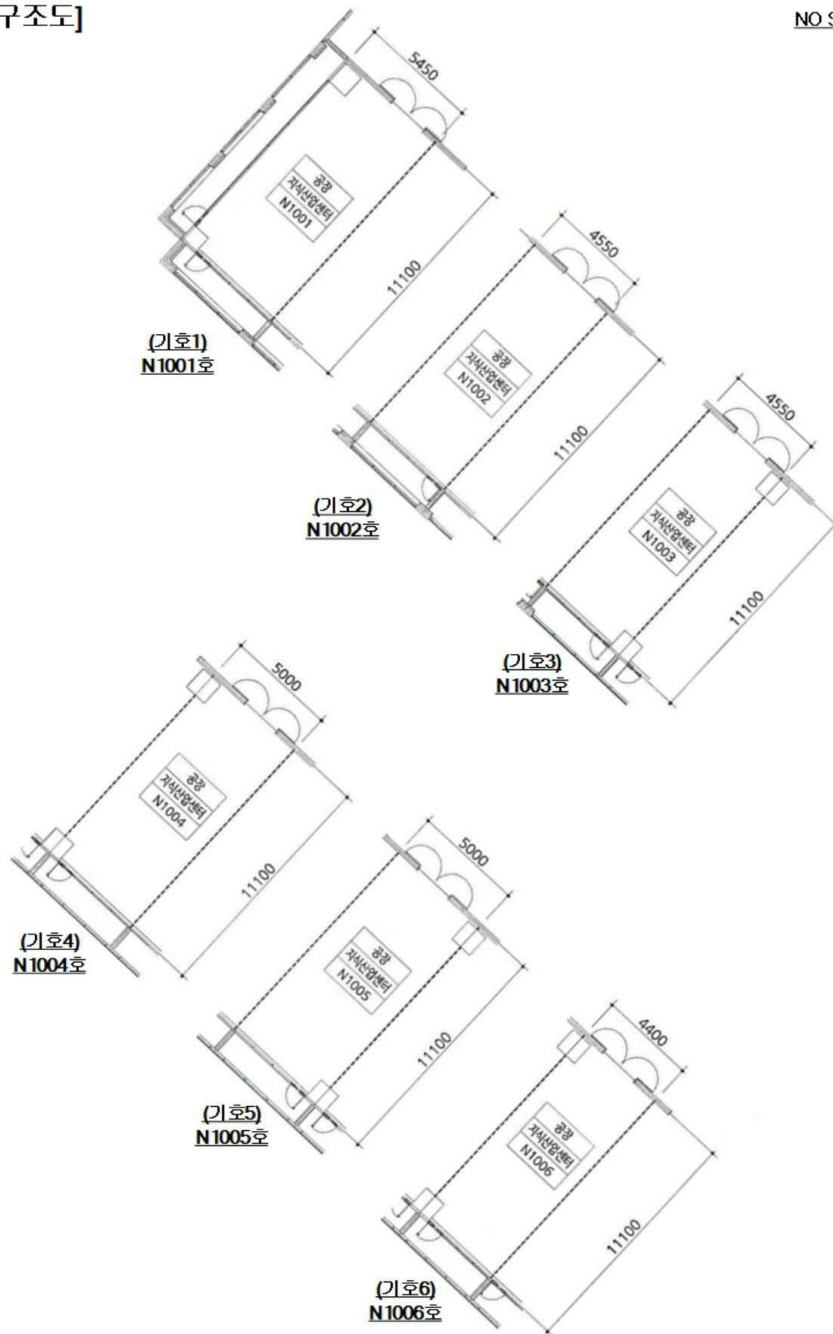 구조도]
NO S
5450
공장
지식산업센터
N1001
11100
(기호1)
N1001호
4550
공장
지식산업센터
N1002
11100
(기호2)
N1002호
4550
공장
지식산업센터
N1003
11100
(기호3)
N1003호
5000
공장
지식산업센터
N1004
11100
(기호4)
N1004호
5000
공장
지식산업센터
N1005
11100
(기호5)
N1005호
4400
공장
지식산업센터
N1006
11100
(기호6)
N1006호